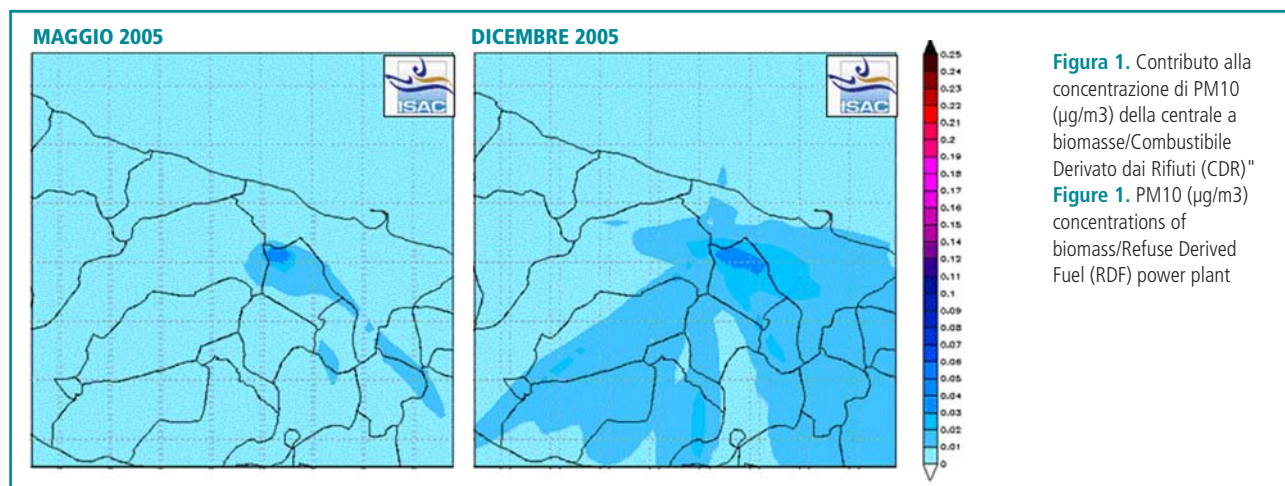 MAGGIO 2005
ISAC
DICEMBRE 2005
ISAC
0.25
0.24
0.23
0.22
0.21
0.2
0.19
0.18
0.17
0.16
0.15
0.14
0.13
0.12
0.11
0.1
0.09
0.08
0.07
0.06
0.05
0.04
0.03
0.02
0.01
0
Figura 1. Contributo alla
concentrazione di PM10
(µg/m3) della centrale a
biomasse/Combustibile
Derivato dai Rifiuti (CDR)"
Figure 1. PM10 (µg/m3)
concentrations of
biomass/Refuse Derived
Fuel (RDF) power plant